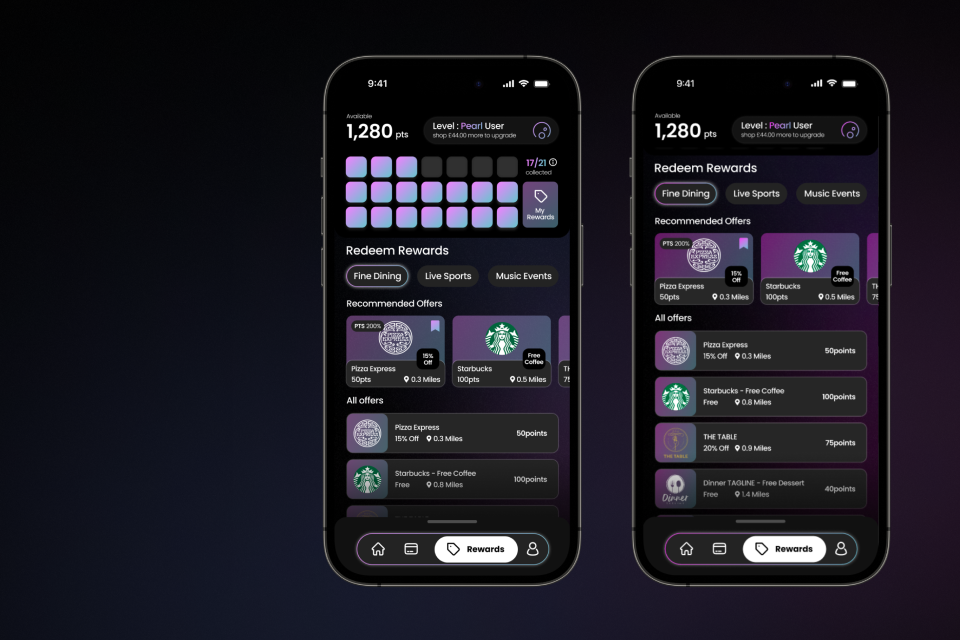 9:41
Available
1,280 pts
Level : Pearl User
shop £44.00 more to upgrade
17/21
collected
My
Rewards
Redeem Rewards
Fine Dining
Live Sports
Music Events
Recommended Offers
PTS 200%
PIZZA
EXPRESS
15%
Off
Pizza Express
50pts
0.3 Miles
Free
Coffee
Starbucks
100pts
0.5 Miles
All offers
Pizza Express
15% Off
0.3 Miles
50points
Starbucks - Free Coffee
Free
0.8 Miles
100points
Rewards
9:41
Available
1,280 pts
Level : Pearl User
shop £44.00 more to upgrade
Redeem Rewards
Fine Dining
Live Sports
Music Events
Recommended Offers
PTS 200%
PIZZA
EXPRESS
15%
Off
Pizza Express
50pts
0.3 Miles
Free
Coffee
Starbucks
100pts
0.5 Miles
All offers
Pizza Express
15% Off
0.3 Miles
50points
Starbucks - Free Coffee
Free
0.8 Miles
100points
THE TABLE
THE TABLE
20% Off
0.9 Miles
75points
Dinner
Dinner TAGLINE - Free Dessert
Free
1.4 Miles
40points
Rewards